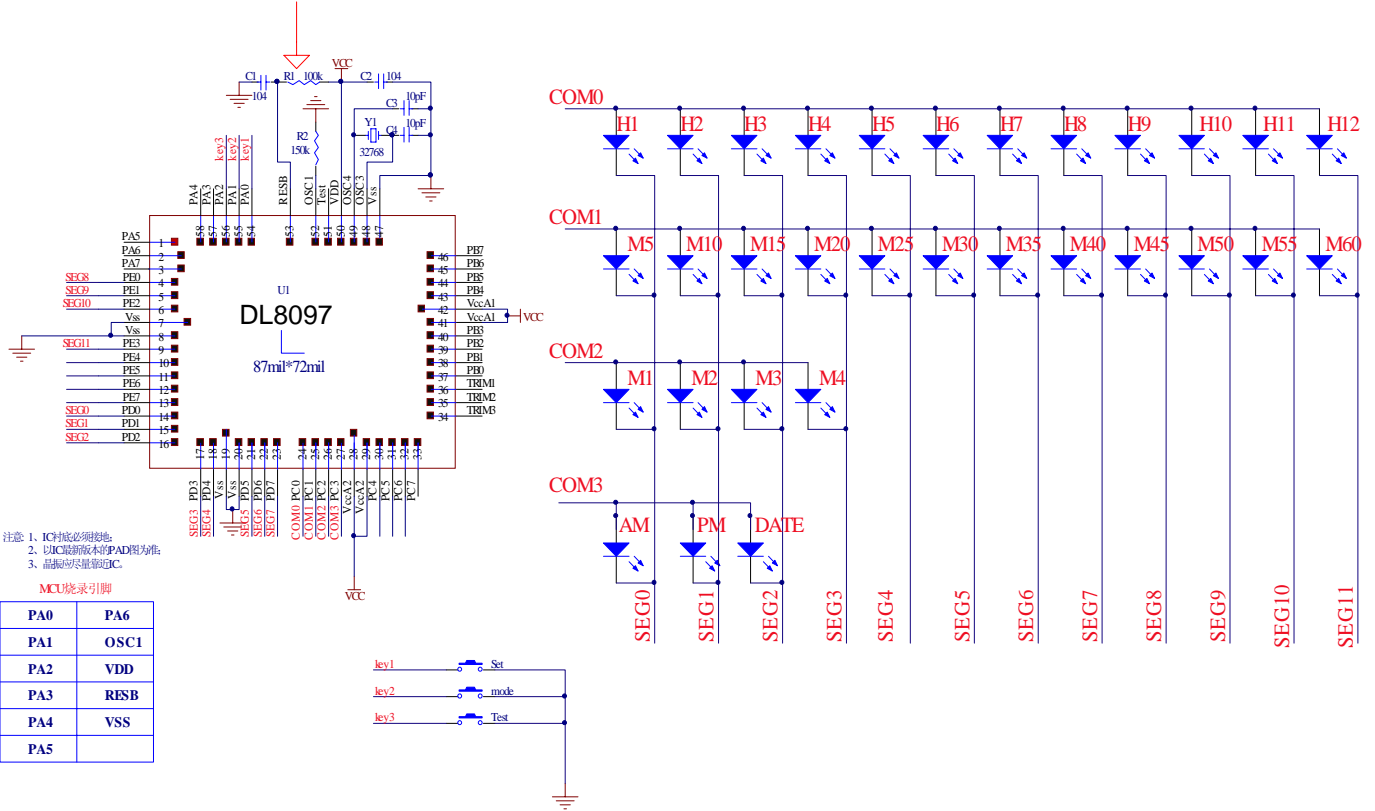 VCC
C1
104
R1
100k
C2
104
C3
10pF
Y1
C4
10pF
32768
R2
150k
key3
key2
key1
PA4
PA3
PA2
PA1
PA0
RESB
OSC1
Test
VDD
OSC4
OSC3
Vss
58
57
56
55
54
53
52
51
50
49
48
47
PA5 1
PA6 2
PA7 3
SEG8 PE0 4
SEG9 PE1 5
SEG10 PE2 6
Vss 7
Vss 8
SEG11 PE3 9
PE4 10
PE5 11
PE6 12
PE7 13
SEG0 PD0 14
SEG1 PD1 15
SEG2 PD2 16
U1
DL8097
87mil*72mil
46 PB7
45 PB6
44 PB5
43 PB4
42 VccA1
41 VccA1
VCC
40 PB3
39 PB2
38 PB1
37 PB0
36 TRIM1
35 TRIM2
34 TRIM3
17
18
19
20
21
22
23
24
25
26
27
28
29
30
31
32
33
SEG3 PD3
SEG4 PD4
Vss
Vss
SEG5 PD5
SEG6 PD6
SEG7 PD7
COM0 PC0
COM1 PC1
COM2 PC2
COM3 PC3
VccA2
VccA2
PC4
PC5
PC6
PC7
VCC
注意: 1、IC衬底必须接地;
2、以IC最新版本的PAD图为准;
3、晶振应尽量靠近IC。
MCU烧录引脚
PA0 PA6
PA1 OSC1
PA2 VDD
PA3 RESB
PA4 VSS
PA5
key1 Set
key2 mode
key3 Test
COM0
H1 H2 H3 H4 H5 H6 H7 H8 H9 H10 H11 H12
COM1
M5 M10 M15 M20 M25 M30 M35 M40 M45 M50 M55 M60
COM2
M1 M2 M3 M4
COM3
AM PM DATE
SEG0
SEG1
SEG2
SEG3
SEG4
SEG5
SEG6
SEG7
SEG8
SEG9
SEG10
SEG11